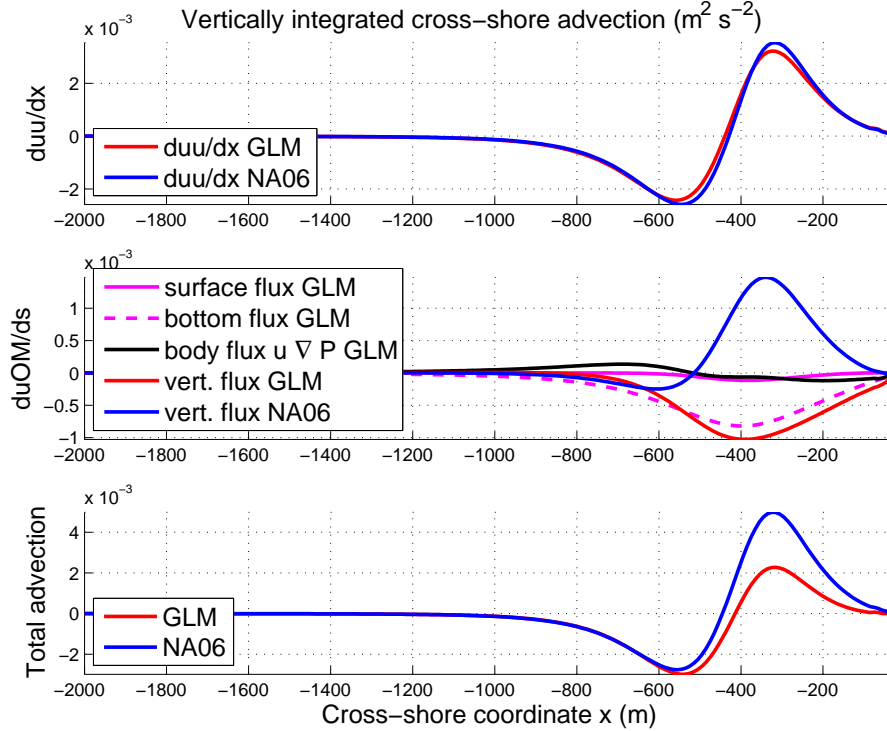 Vertically integrated cross−shore advection (m² s⁻²)
x 10⁻³
2
0
−2
duu/dx
duu/dx GLM
duu/dx NA06
−2000 −1800 −1600 −1400 −1200 −1000 −800 −600 −400 −200
x 10⁻³
1
0.5
0
−0.5
−1
duOM/ds
surface flux GLM
bottom flux GLM
body flux u ∇ P GLM
vert. flux GLM
vert. flux NA06
−2000 −1800 −1600 −1400 −1200 −1000 −800 −600 −400 −200
x 10⁻³
4
2
0
−2
Total advection
GLM
NA06
−2000 −1800 −1600 −1400 −1200 −1000 −800 −600 −400 −200
Cross−shore coordinate x (m)